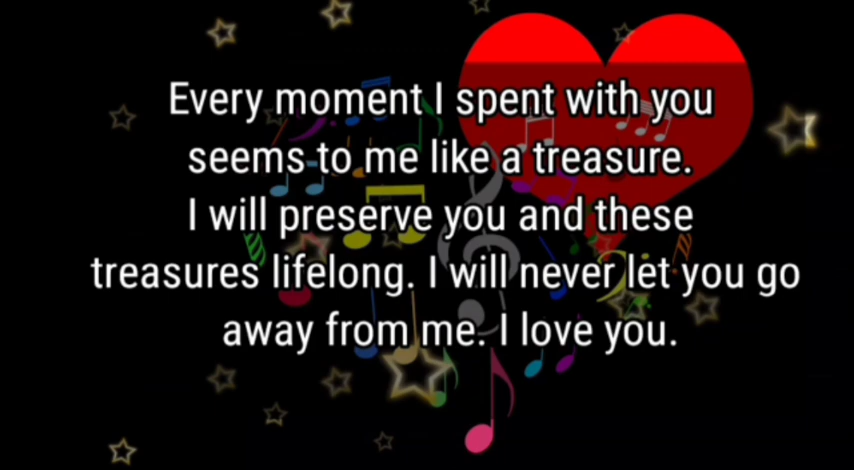 Every moment I spent with you
seems to me like a treasure.
I will preserve you and these
treasures lifelong. I will never let you go
away from me. I love you.